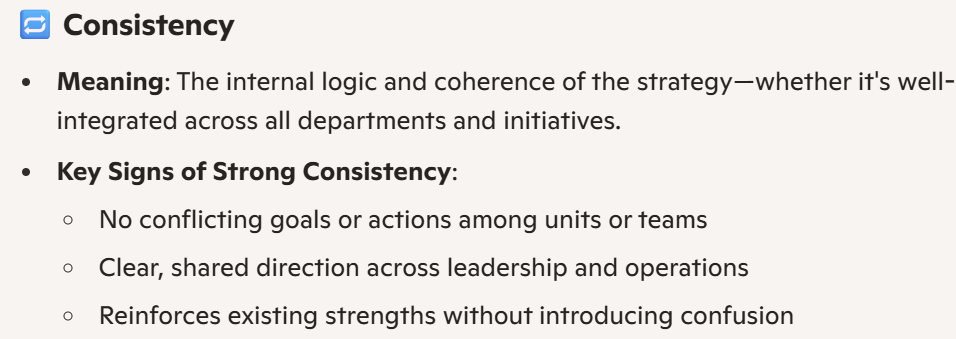 Consistency
• Meaning: The internal logic and coherence of the strategy—whether it's well-
integrated across all departments and initiatives.
• Key Signs of Strong Consistency:
○ No conflicting goals or actions among units or teams
○ Clear, shared direction across leadership and operations
○ Reinforces existing strengths without introducing confusion